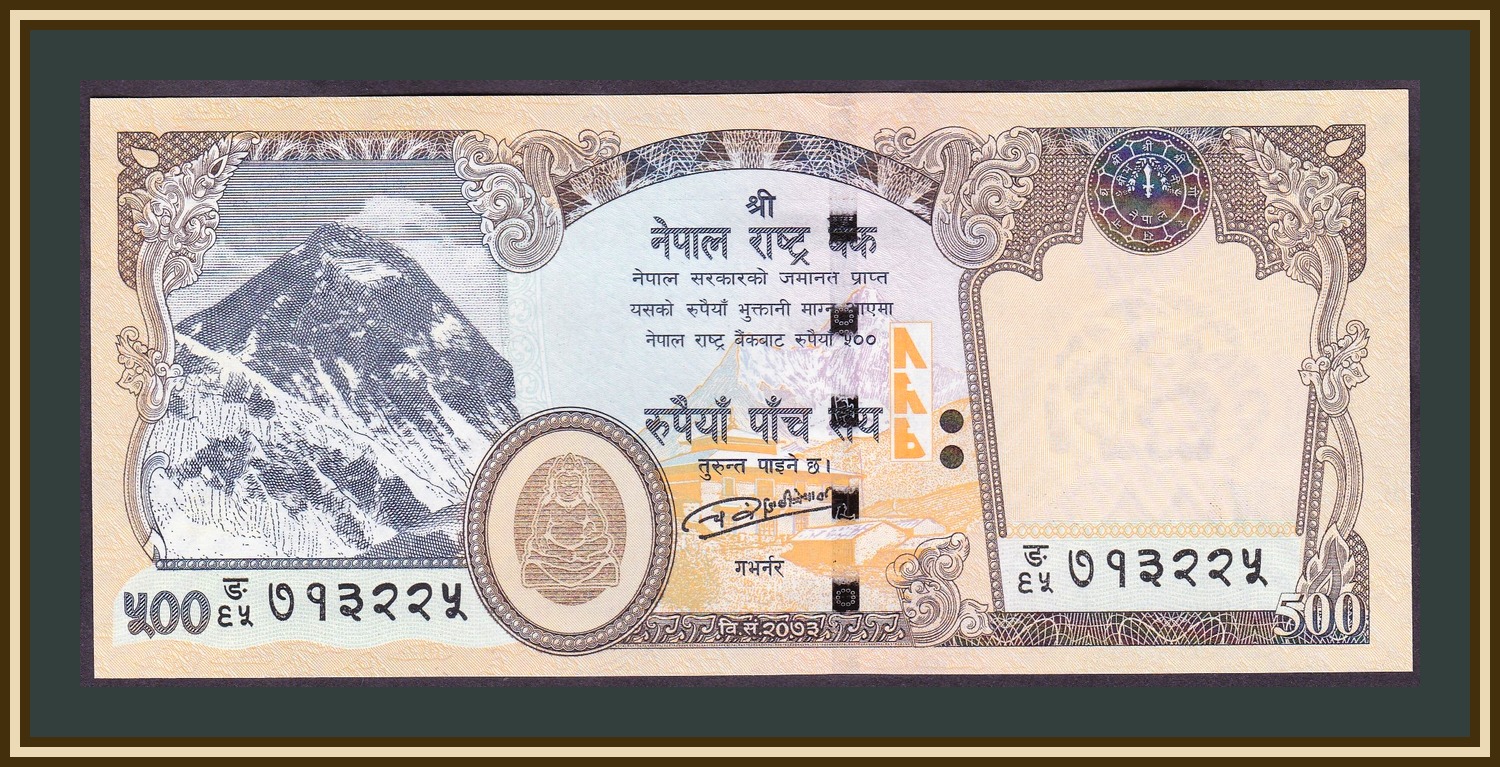 श्री
नेपाल राष्ट्र बैंक
नेपाल सरकारको जमानत प्राप्त
यसको रुपैयाँ भुक्तानी माग्न आएमा
नेपाल राष्ट्र बैंकबाट रुपैयाँ ५००
रुपैयाँ पाँच सय
तुरुन्त पाइने छ।
गभर्नर
वि.सं.२०७३
५०० ङ ६५ ७१३२२५
ङ ६५ ७१३२२५
500